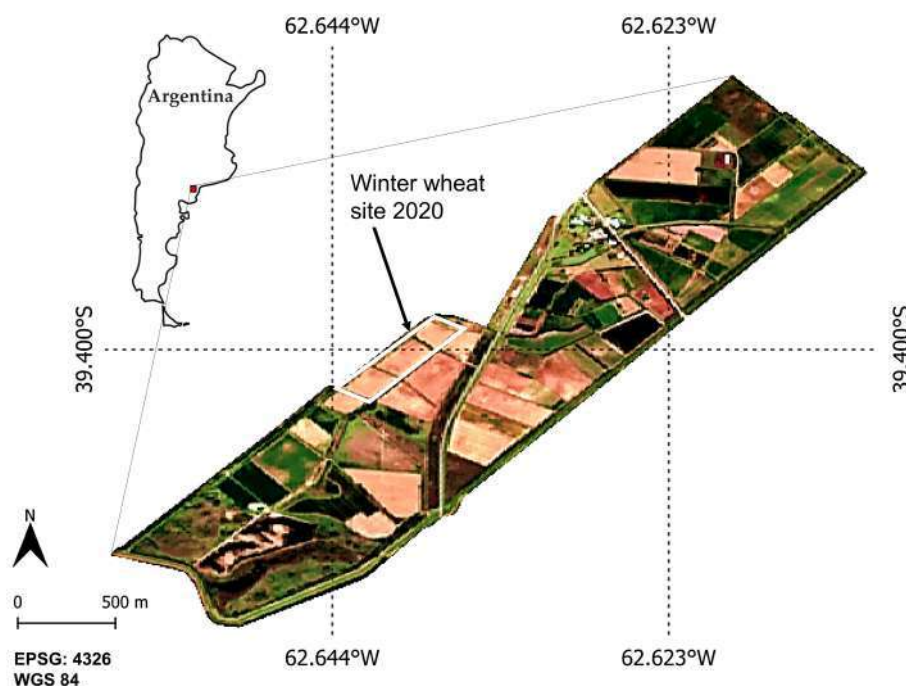 62.644°W
62.623°W
Argentina
Winter wheat
site 2020
39.400°S
39.400°S
N
0
500 m
62.644°W
62.623°W
EPSG: 4326
WGS 84